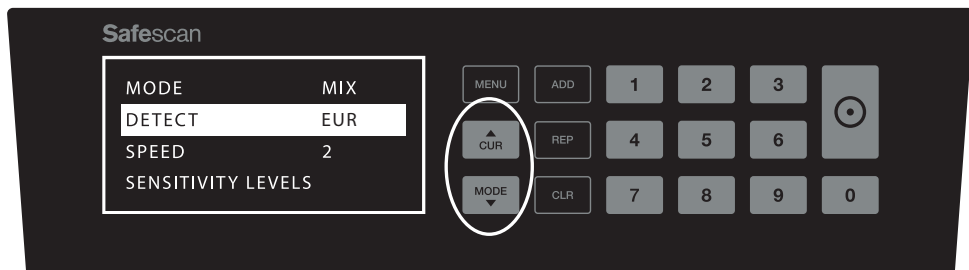 Safescan
MODE MIX
DETECT EUR
SPEED 2
SENSITIVITY LEVELS
MENU ADD 1 2 3
CUR REP 4 5 6
MODE CLR 7 8 9 0